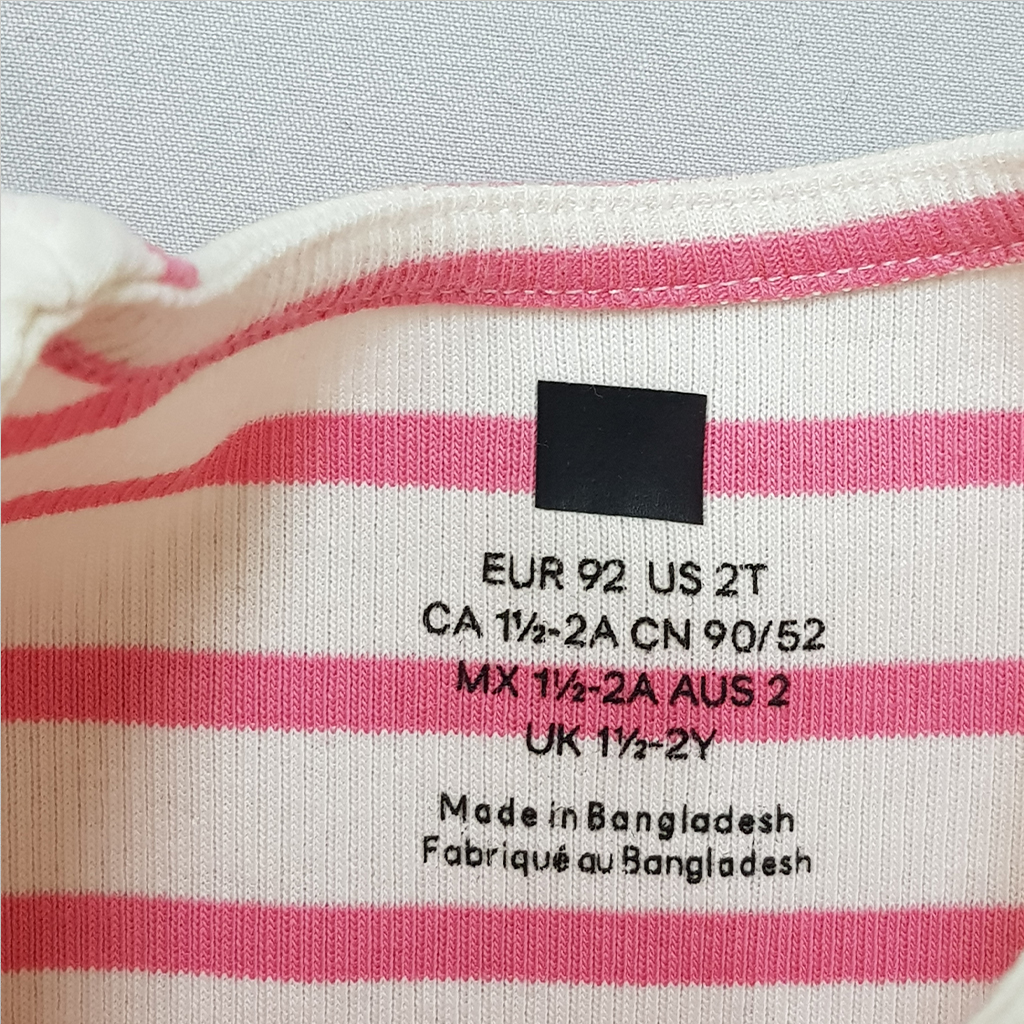 EUR 92 US 2T
CA 1½-2A CN 90/52
MX 1½-2A AUS 2
UK 1½-2Y
Made in Bangladesh
Fabriqué au Bangladesh